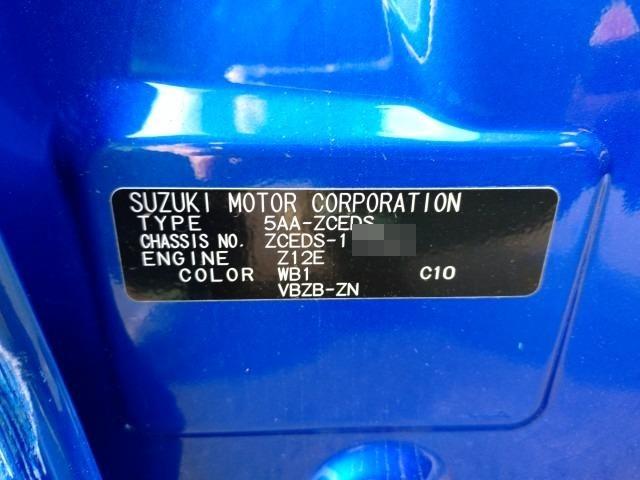 SUZUKI MOTOR CORPORATION
TYPE 5AA-ZCEDS
CHASSIS NO. ZCEDS-1
ENGINE Z12E
COLOR WB1 C10
VBZB-ZN